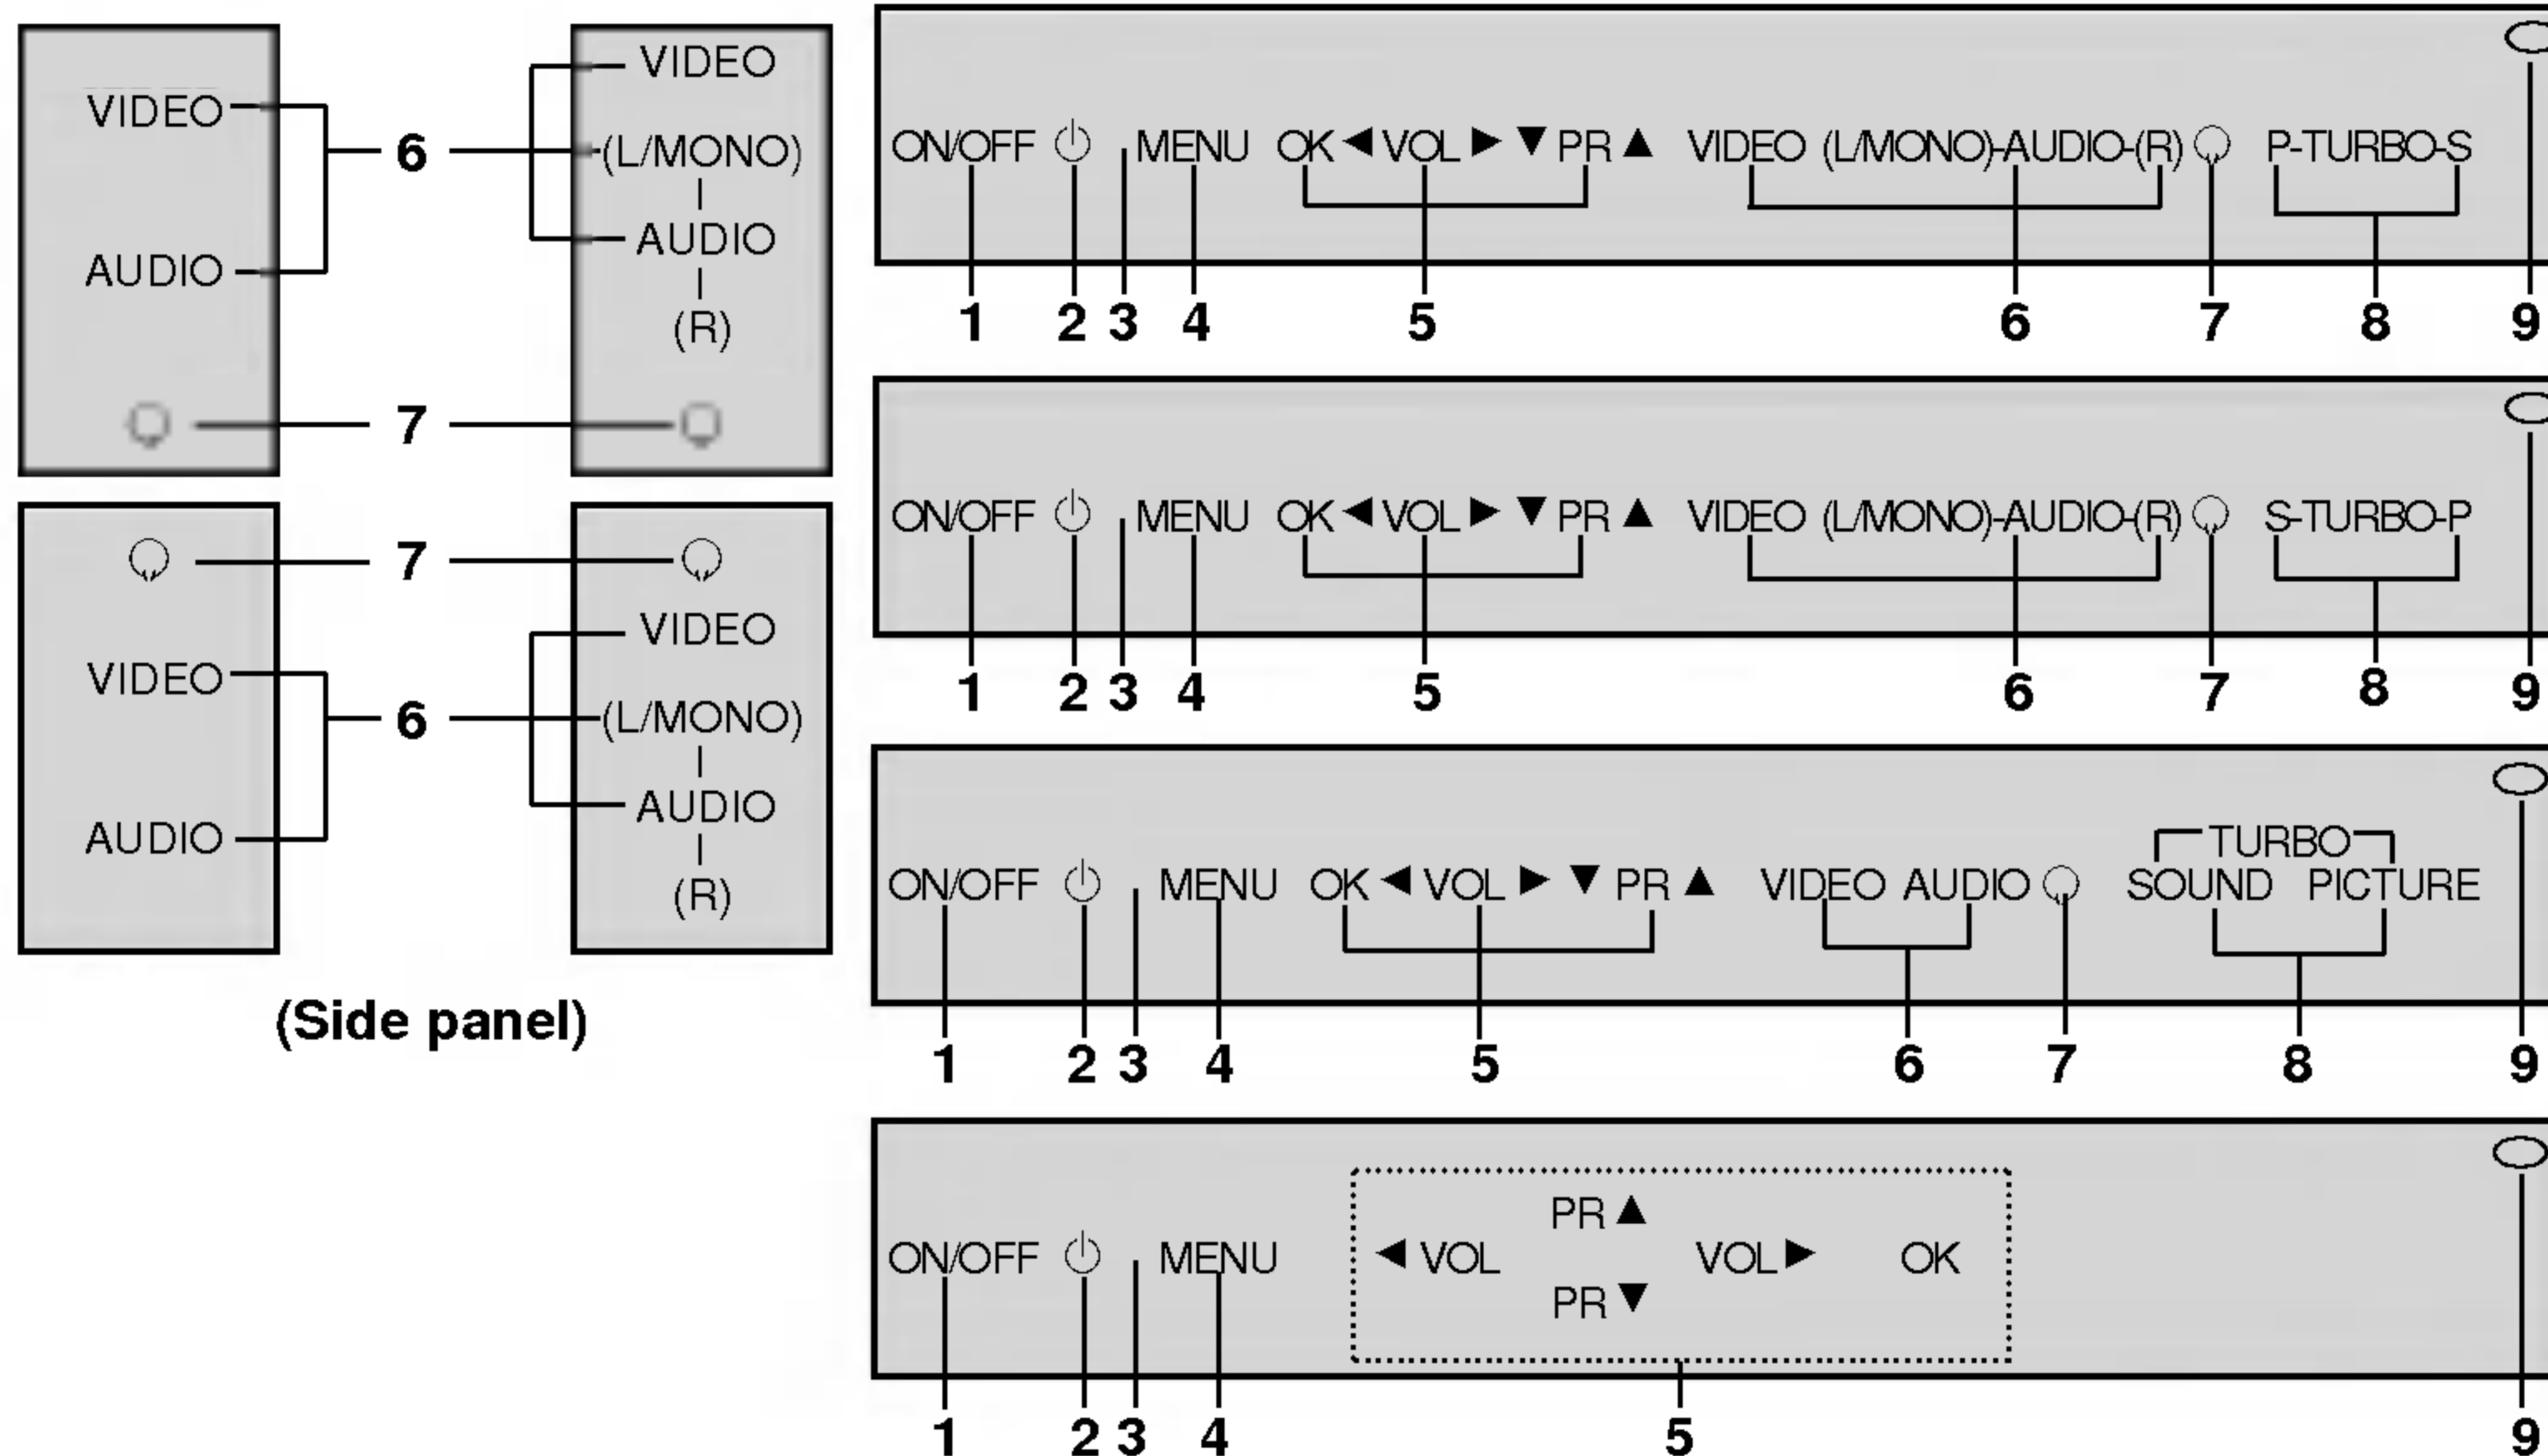 VIDEO
AUDIO
6
7
VIDEO
(L/MONO)
AUDIO
(R)
7
VIDEO
AUDIO
6
VIDEO
(L/MONO)
AUDIO
(R)
(Side panel)
ON/OFF MENU OK ◀ VOL ▶ ▼ PR ▲ VIDEO (L/MONO)-AUDIO-(R) P-TURBO-S
1 2 3 4 5 6 7 8 9
ON/OFF MENU OK ◀ VOL ▶ ▼ PR ▲ VIDEO (L/MONO)-AUDIO-(R) S-TURBO-P
1 2 3 4 5 6 7 8 9
TURBO
ON/OFF MENU OK ◀ VOL ▶ ▼ PR ▲ VIDEO AUDIO SOUND PICTURE
1 2 3 4 5 6 7 8 9
PR ▲
ON/OFF MENU ◀ VOL VOL ▶ OK
PR ▼
1 2 3 4 5 9